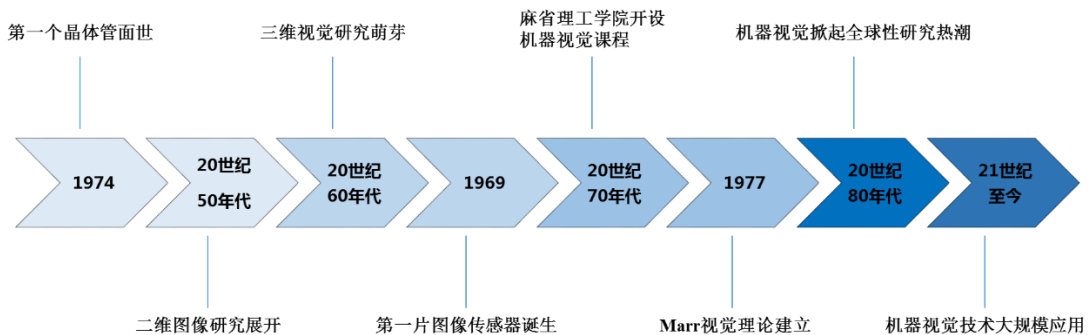 第一个晶体管面世
三维视觉研究萌芽
麻省理工学院开设
机器视觉课程
机器视觉掀起全球性研究热潮
1974
20世纪
50年代
20世纪
60年代
1969
20世纪
70年代
1977
20世纪
80年代
21世纪
至今
二维图像研究展开
第一片图像传感器诞生
Marr视觉理论建立
机器视觉技术大规模应用